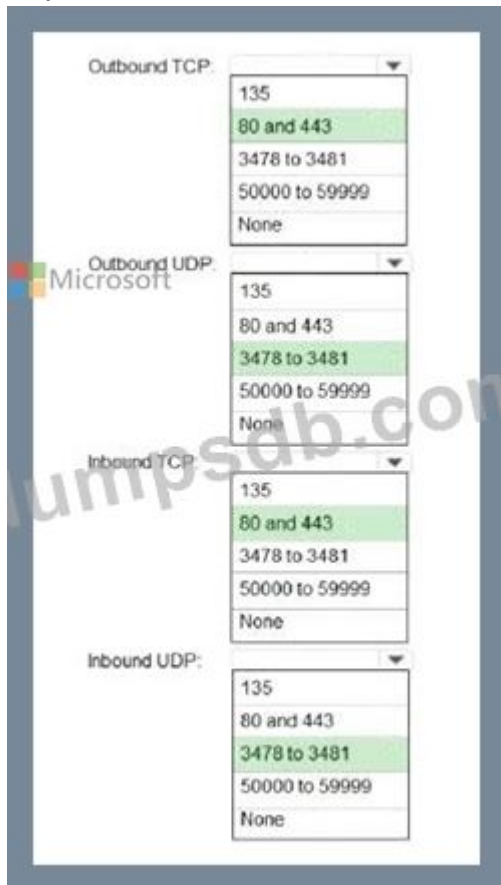 Outbound TCP:
135
80 and 443
3478 to 3481
50000 to 59999
None
Outbound UDP:
Microsoft
135
80 and 443
3478 to 3481
50000 to 59999
None
Inbound TCP:
135
80 and 443
3478 to 3481
50000 to 59999
None
Inbound UDP:
135
80 and 443
3478 to 3481
50000 to 59999
None